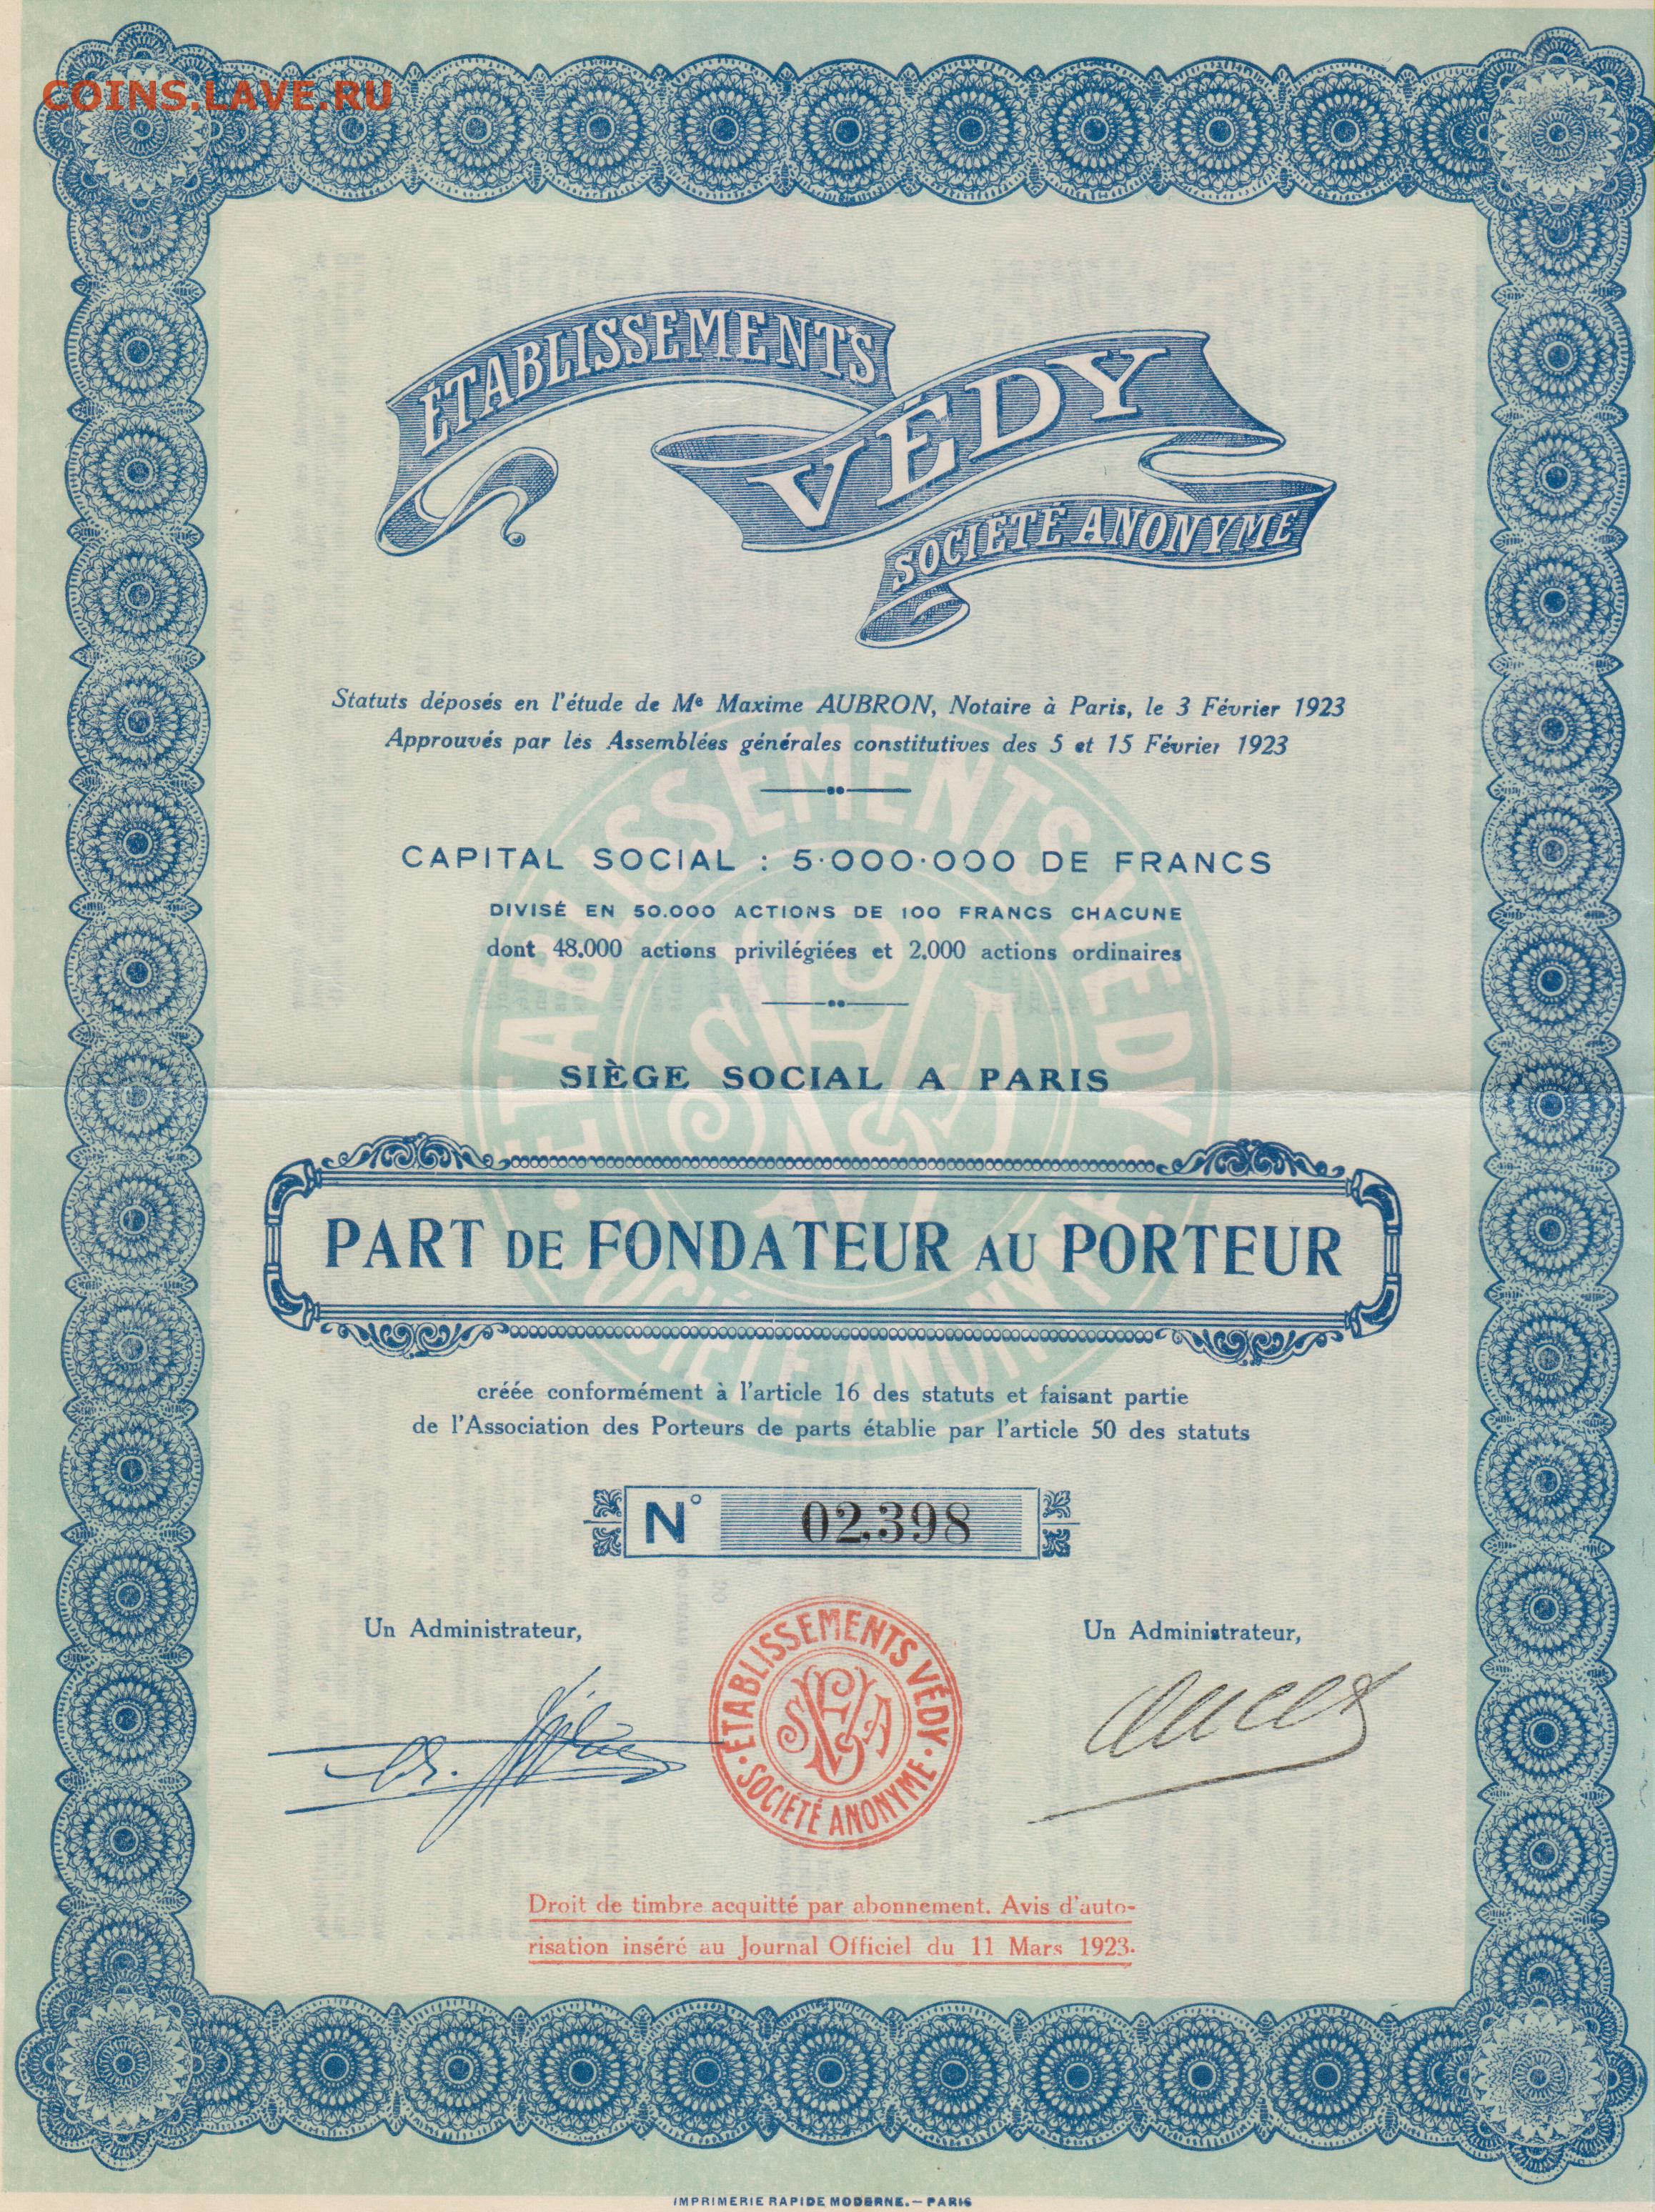 COINS.LAVE.RU
ÉTABLISSEMENTS
VÉDY
SOCIÉTÉ ANONYME
Statuts déposés en l'étude de Me Maxime AUBRON, Notaire à Paris, le 3 Février 1923
Approuvés par les Assemblées générales constitutives des 5 et 15 Février 1923
CAPITAL SOCIAL : 5.000.000 DE FRANCS
DIVISÉ EN 50.000 ACTIONS DE 100 FRANCS CHACUNE
dont 48.000 actions privilégiées et 2.000 actions ordinaires
SIÈGE SOCIAL A PARIS
ÉTABLISSEMENTS VÉDY
SOCIÉTÉ ANONYME
PART DE FONDATEUR AU PORTEUR
créée conformément à l'article 16 des statuts et faisant partie
de l'Association des Porteurs de parts établie par l'article 50 des statuts
N° 02.398
Un Administrateur, Un Administrateur,
ÉTABLISSEMENTS VÉDY
SOCIÉTÉ ANONYME
Droit de timbre acquitté par abonnement. Avis d'auto-
risation inséré au Journal Officiel du 11 Mars 1923.
IMPRIMERIE RAPIDE MODERNE. — PARIS